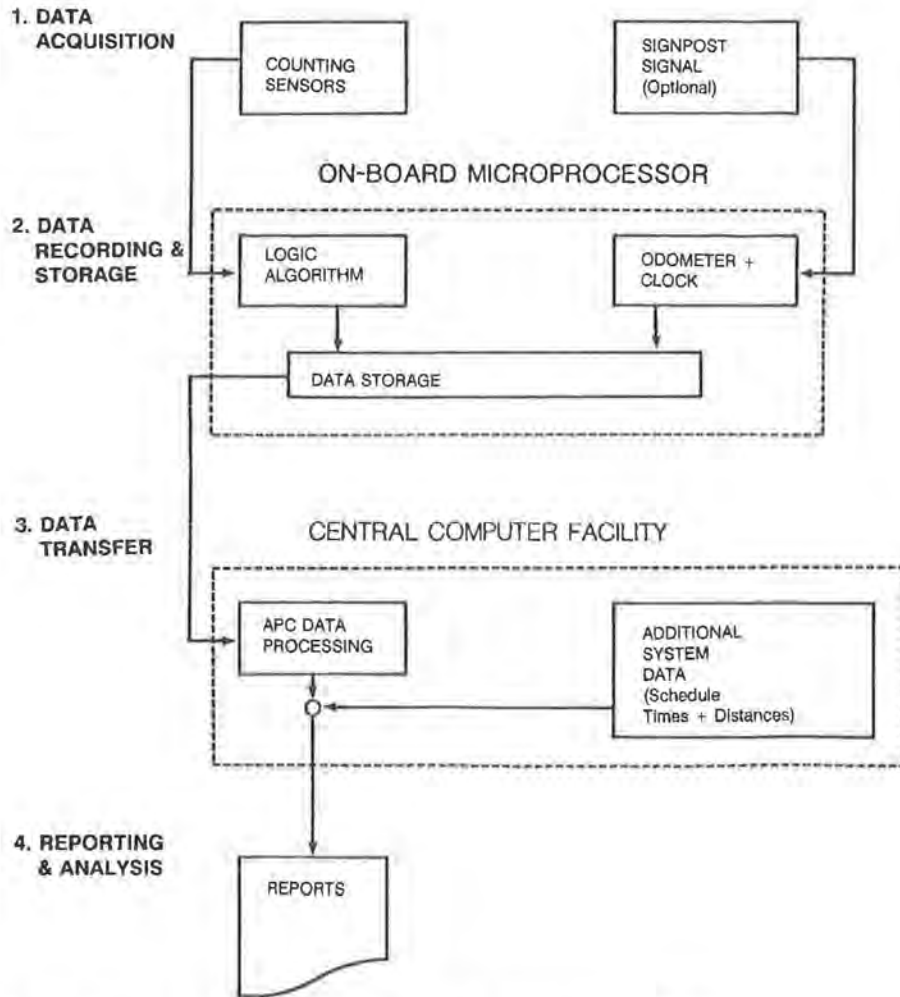 1. DATA
ACQUISITION
COUNTING
SENSORS
SIGNPOST
SIGNAL
(Optional)
ON-BOARD MICROPROCESSOR
2. DATA
RECORDING &
STORAGE
LOGIC
ALGORITHM
ODOMETER +
CLOCK
DATA STORAGE
3. DATA
TRANSFER
CENTRAL COMPUTER FACILITY
APC DATA
PROCESSING
ADDITIONAL
SYSTEM
DATA
(Schedule
Times + Distances)
4. REPORTING
& ANALYSIS
REPORTS